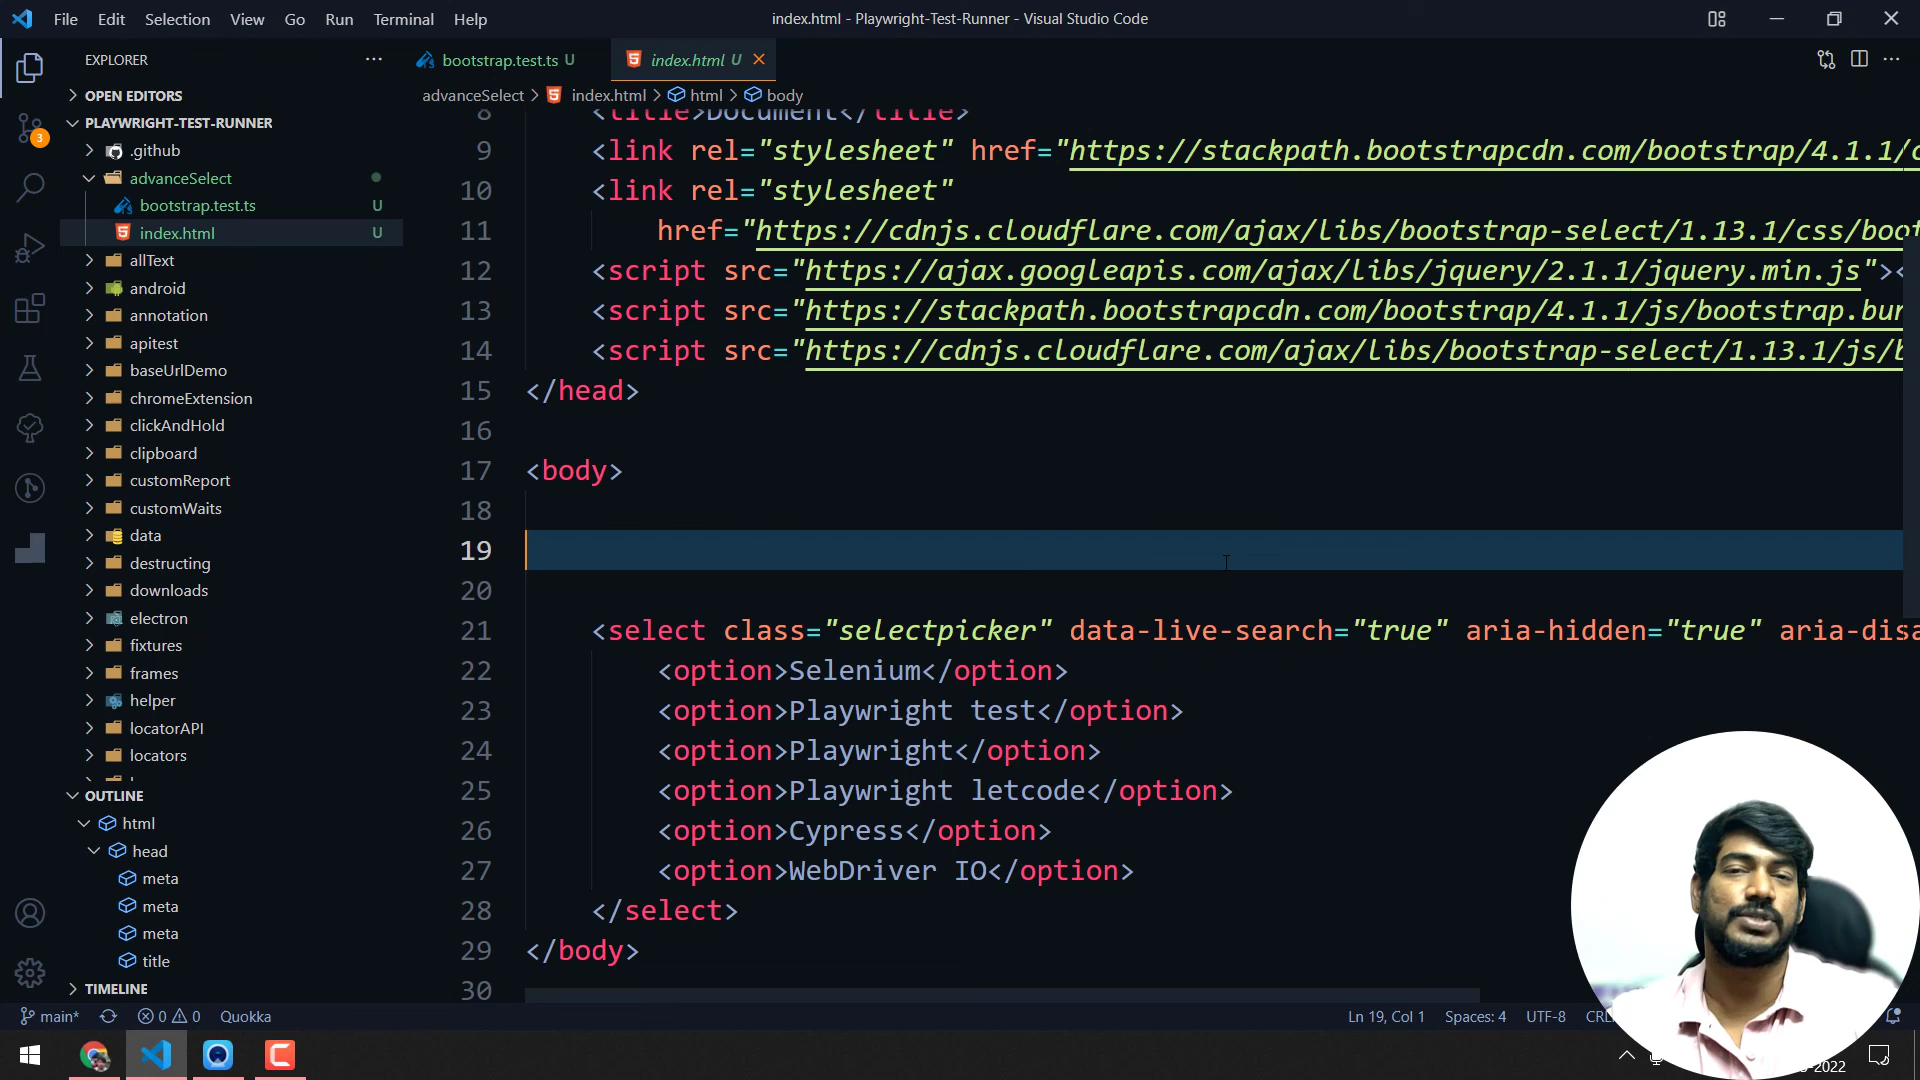 File Edit Selection View Go Run Terminal Help
index.html - Playwright-Test-Runner - Visual Studio Code
EXPLORER
bootstrap.test.ts U
index.html U
OPEN EDITORS
advanceSelect > index.html > html > body
PLAYWRIGHT-TEST-RUNNER
.github
advanceSelect
bootstrap.test.ts U
index.html U
allText
android
annotation
apitest
baseUrlDemo
chromeExtension
clickAndHold
clipboard
customReport
customWaits
data
destructing
downloads
electron
fixtures
frames
helper
locatorAPI
locators
OUTLINE
html
head
meta
meta
meta
title
TIMELINE
3
8 <title>Document</title>
9 <link rel="stylesheet" href="https://stackpath.bootstrapcdn.com/bootstrap/4.1.1/c
10 <link rel="stylesheet"
11 href="https://cdnjs.cloudflare.com/ajax/libs/bootstrap-select/1.13.1/css/boot
12 <script src="https://ajax.googleapis.com/ajax/libs/jquery/2.1.1/jquery.min.js"><
13 <script src="https://stackpath.bootstrapcdn.com/bootstrap/4.1.1/js/bootstrap.bun
14 <script src="https://cdnjs.cloudflare.com/ajax/libs/bootstrap-select/1.13.1/js/b
15 </head>
16
17 <body>
18
19
20
21 <select class="selectpicker" data-live-search="true" aria-hidden="true" aria-disa
22 <option>Selenium</option>
23 <option>Playwright test</option>
24 <option>Playwright</option>
25 <option>Playwright letcode</option>
26 <option>Cypress</option>
27 <option>WebDriver IO</option>
28 </select>
29 </body>
30
main* 0 0 Quokka
Ln 19, Col 1 Spaces: 4 UTF-8 CRL
-2022